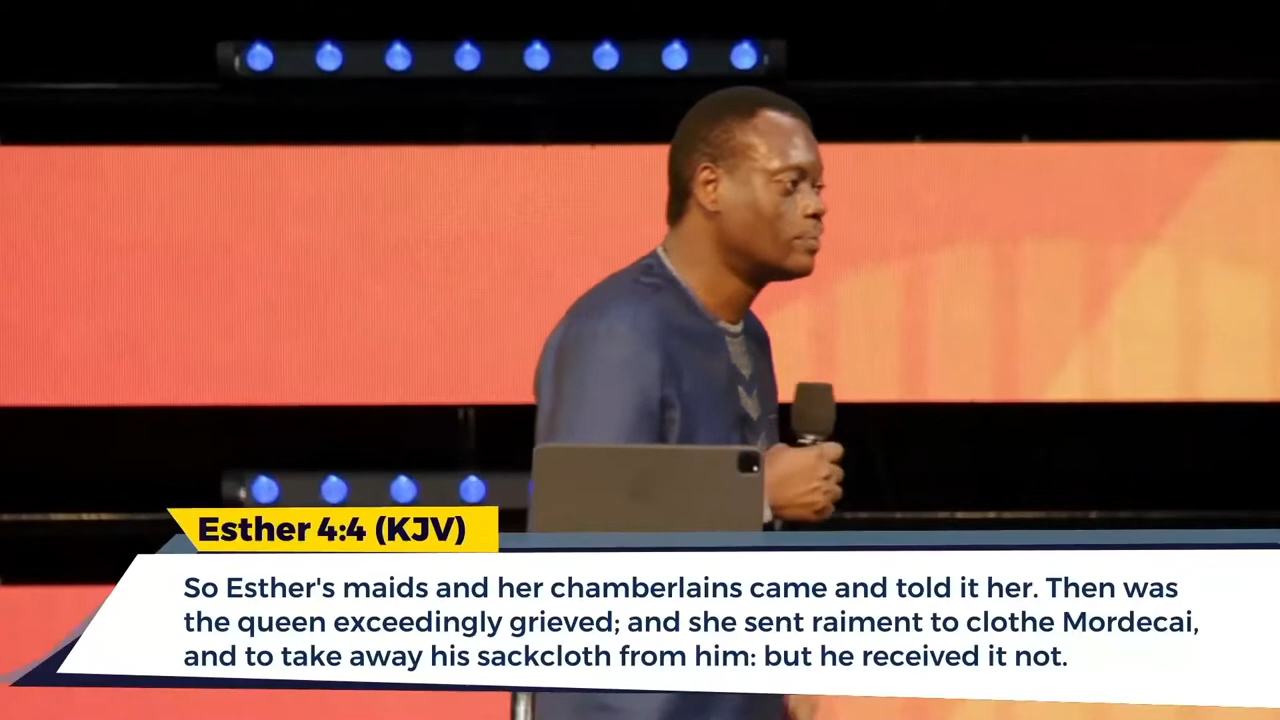 Esther 4:4 (KJV)
So Esther's maids and her chamberlains came and told it her. Then was
the queen exceedingly grieved; and she sent raiment to clothe Mordecai,
and to take away his sackcloth from him: but he received it not.